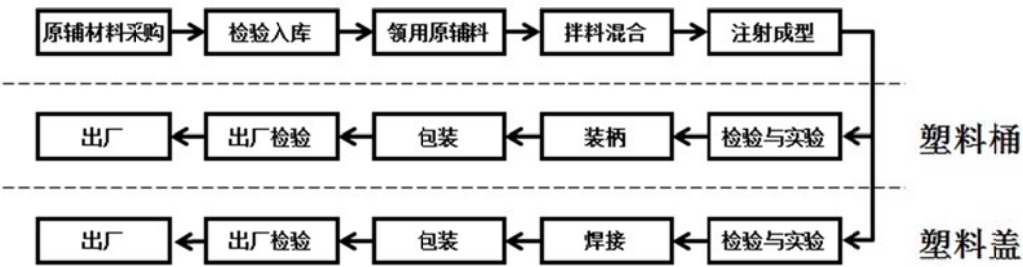 原辅材料采购 检验入库 领用原辅料 拌料混合 注射成型
出厂 出厂检验 包装 装柄 检验与实验 塑料桶
出厂 出厂检验 包装 焊接 检验与实验 塑料盖